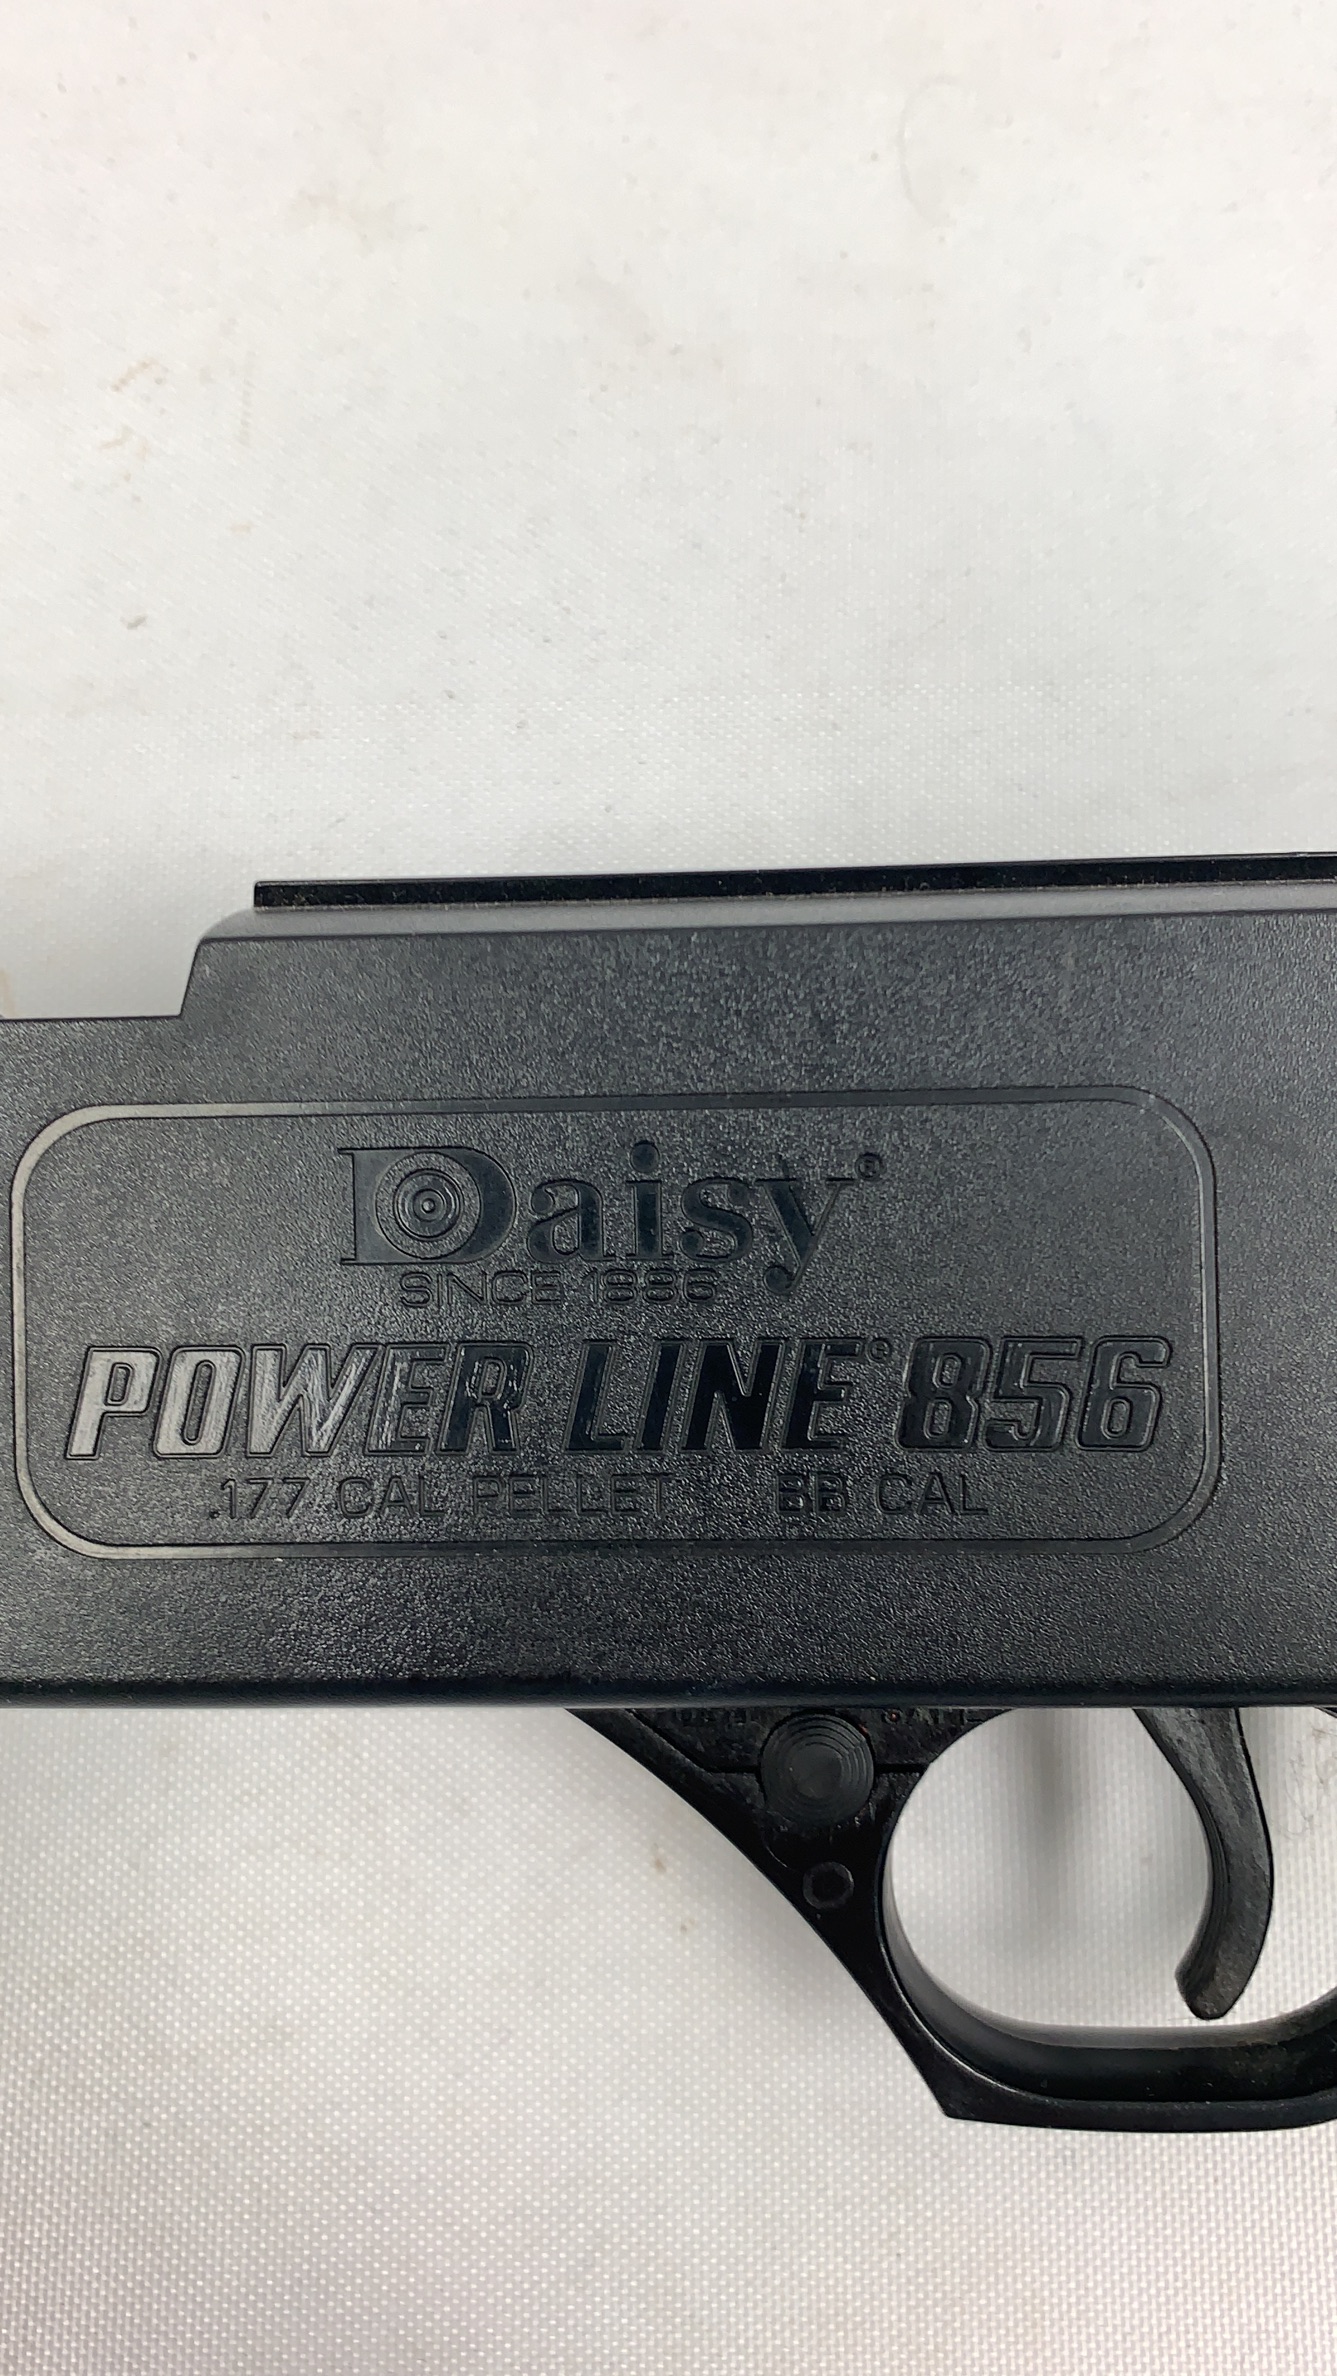 Daisy®
SINCE 1886
POWER LINE® 856
.177 CAL PELLET BB CAL